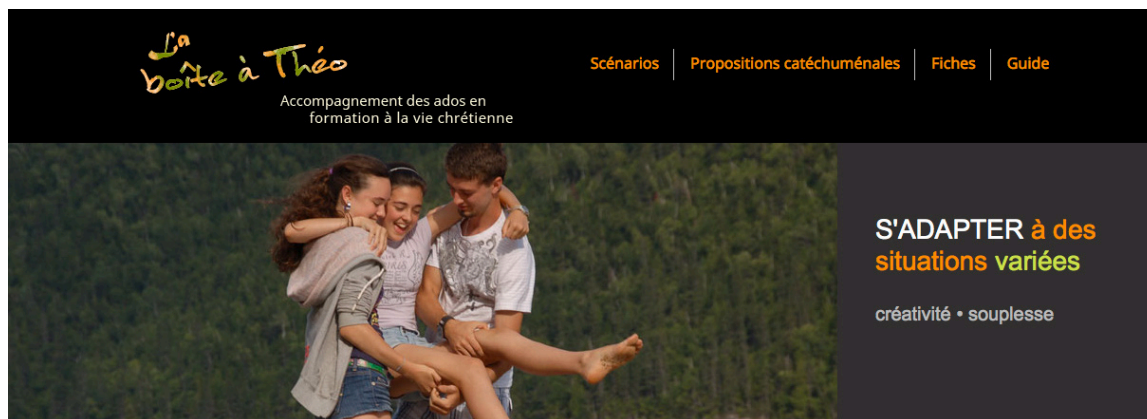 La
boîte à Théo
Accompagnement des ados en
formation à la vie chrétienne
Scénarios
Propositions catéchuménales
Fiches
Guide
S'ADAPTER à des
situations variées
créativité • souplesse